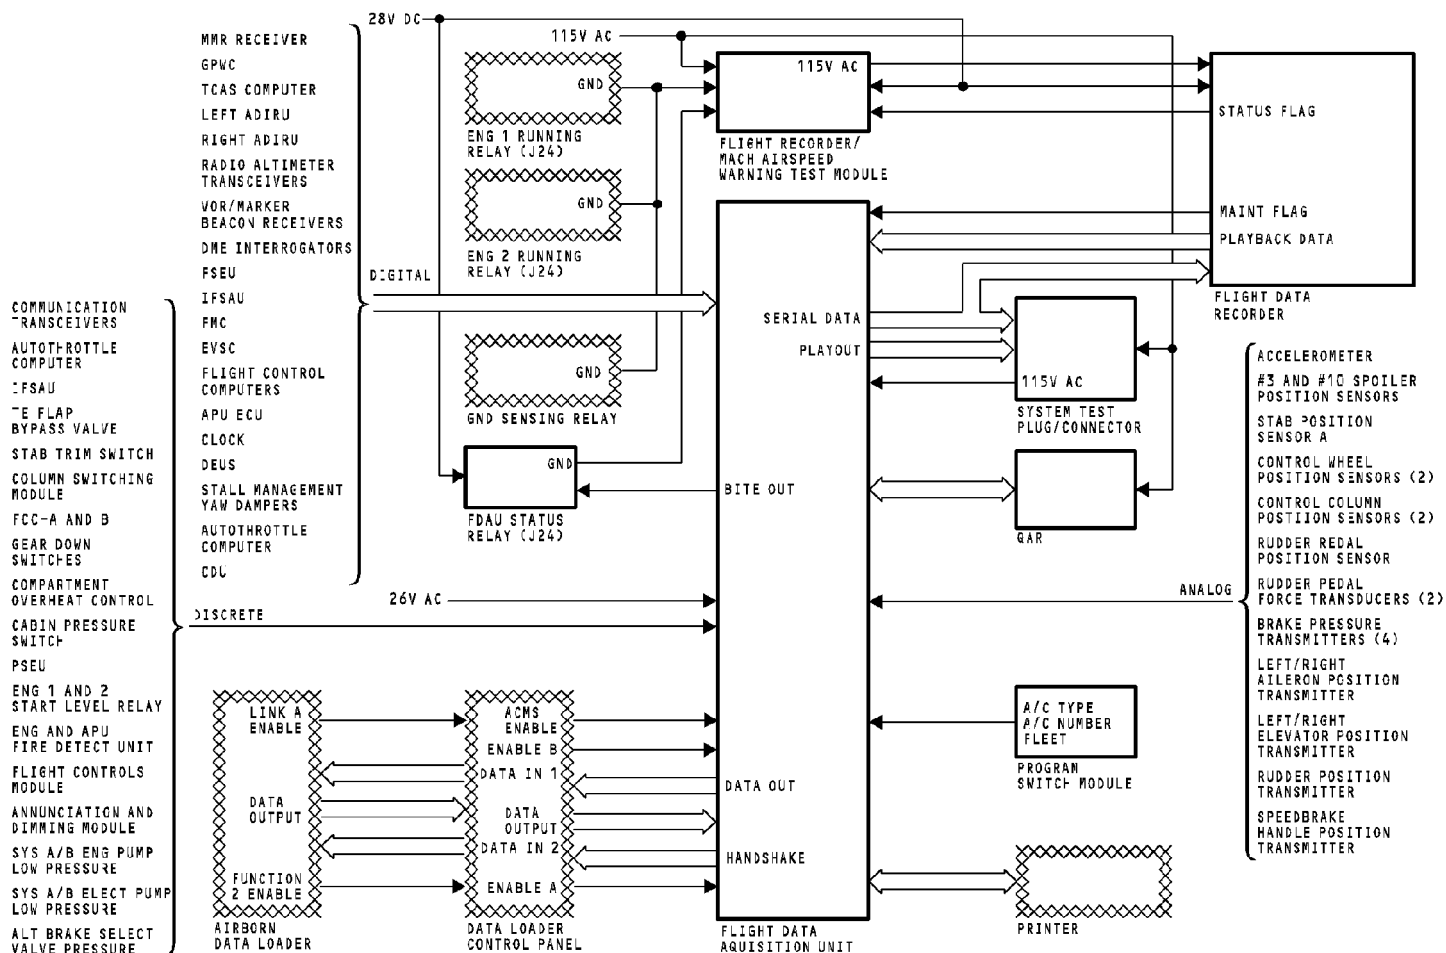 28V DC
115V AC
MMR RECEIVER
GPWC
TCAS COMPUTER
LEFT ADIRU
RIGHT ADIRU
RADIO ALTIMETER
TRANSCEIVERS
VOR/MARKER
BEACON RECEIVERS
DME INTERROGATORS
FSEU
IFSAU
FMC
EVSC
FLIGHT CONTROL
COMPUTERS
APU ECU
CLOCK
DEUS
STALL MANAGEMENT
YAW DAMPERS
AUTOTHROTTLE
COMPUTER
CDU
DIGITAL
COMMUNICATION
TRANSCEIVERS
AUTOTHROTTLE
COMPUTER
IFSAU
TE FLAP
BYPASS VALVE
STAB TRIM SWITCH
COLUMN SWITCHING
MODULE
FCC-A AND B
GEAR DOWN
SWITCHES
COMPARTMENT
OVERHEAT CONTROL
CABIN PRESSURE
SWITCH
PSEU
ENG 1 AND 2
START LEVEL RELAY
ENG AND APU
FIRE DETECT UNIT
FLIGHT CONTROLS
MODULE
ANNUNCIATION AND
DIMMING MODULE
SYS A/B ENG PUMP
LOW PRESSURE
SYS A/B ELECT PUMP
LOW PRESSURE
ALT BRAKE SELECT
VALVE PRESSURE
DISCRETE
26V AC
GND
ENG 1 RUNNING
RELAY (J24)
GND
ENG 2 RUNNING
RELAY (J24)
GND
GND SENSING RELAY
GND
FDAU STATUS
RELAY (J24)
115V AC
FLIGHT RECORDER/
MACH AIRSPEED
WARNING TEST MODULE
STATUS FLAG
MAINT FLAG
PLAYBACK DATA
FLIGHT DATA
RECORDER
SERIAL DATA
PLAYOUT
BITE OUT
DATA OUT
HANDSHAKE
FLIGHT DATA
AQUISITION UNIT
115V AC
SYSTEM TEST
PLUG/CONNECTOR
QAR
ANALOG
A/C TYPE
A/C NUMBER
FLEET
PROGRAM
SWITCH MODULE
PRINTER
LINK A
ENABLE
DATA
OUTPUT
FUNCTION
2 ENABLE
AIRBORN
DATA LOADER
ACMS
ENABLE
ENABLE B
DATA IN 1
DATA
OUTPUT
DATA IN 2
ENABLE A
DATA LOADER
CONTROL PANEL
ACCELEROMETER
#3 AND #10 SPOILER
POSITION SENSORS
STAB POSITION
SENSOR A
CONTROL WHEEL
POSITION SENSORS (2)
CONTROL COLUMN
POSTIION SENSORS (2)
RUDDER REDAL
POSITION SENSOR
RUDDER PEDAL
FORCE TRANSDUCERS (2)
BRAKE PRESSURE
TRANSMITTERS (4)
LEFT/RIGHT
AILERON POSITION
TRANSMITTER
LEFT/RIGHT
ELEVATOR POSITION
TRANSMITTER
RUDDER POSITION
TRANSMITTER
SPEEDBRAKE
HANDLE POSITION
TRANSMITTER